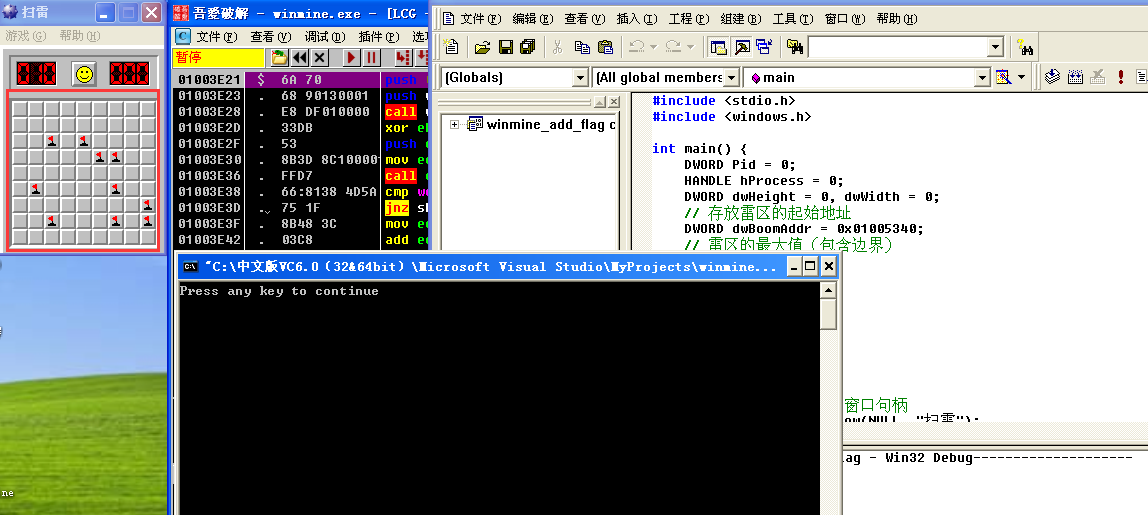 扫雷
游戏(G) 帮助(H)
吾愛破解 - winmine.exe - [LCG -
文件(F) 查看(V) 调试(D) 插件(P) 选项
暂停
01003E21 $ 6A 70 push
01003E23 . 68 90130001 push
01003E28 . E8 DF010000 call
01003E2D . 33DB xor
01003E2F . 53 push
01003E30 . 8B3D 8C10000 mov
01003E36 . FFD7 call
01003E38 . 66:8138 4D5A cmp
01003E3D . 75 1F jnz
01003E3F . 8B48 3C mov
01003E42 . 03C8 add
文件(F) 编辑(E) 查看(V) 插入(I) 工程(P) 组建(B) 工具(T) 窗口(W) 帮助(H)
(Globals) (All global members main
winmine_add_flag c
#include <stdio.h>
#include <windows.h>
int main() {
DWORD Pid = 0;
HANDLE hProcess = 0;
DWORD dwHeight = 0, dwWidth = 0;
// 存放雷区的起始地址
DWORD dwBoomAddr = 0x01005340;
// 雷区的最大值（包含边界）
窗口句柄
ow(NULL, "扫雷");
lag - Win32 Debug--------------------
"C:\中文版VC6.0（32&64bit）\Microsoft Visual Studio\MyProjects\winmine...
Press any key to continue
ne